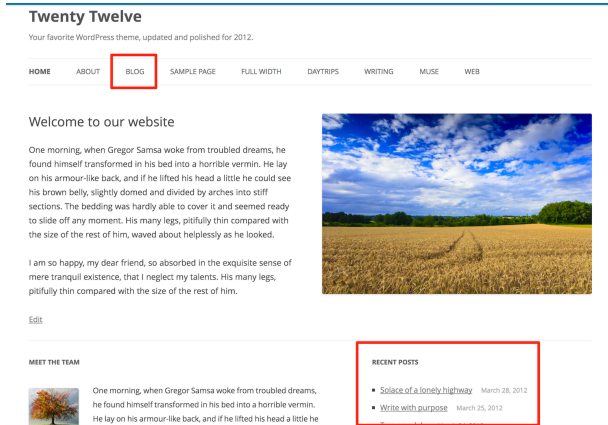 Twenty Twelve
Your favorite WordPress theme, updated and polished for 2012.
HOME ABOUT BLOG SAMPLE PAGE FULL WIDTH DAYTRIPS WRITING MUSE WEB
Welcome to our website
One morning, when Gregor Samsa woke from troubled dreams, he
found himself transformed in his bed into a horrible vermin. He lay
on his armour-like back, and if he lifted his head a little he could see
his brown belly, slightly domed and divided by arches into stiff
sections. The bedding was hardly able to cover it and seemed ready
to slide off any moment. His many legs, pitifully thin compared with
the size of the rest of him, waved about helplessly as he looked.
I am so happy, my dear friend, so absorbed in the exquisite sense of
mere tranquil existence, that I neglect my talents. His many legs,
pitifully thin compared with the size of the rest of him.
Edit
MEET THE TEAM
One morning, when Gregor Samsa woke from troubled dreams,
he found himself transformed in his bed into a horrible vermin.
He lay on his armour-like back, and if he lifted his head a little he
RECENT POSTS
Solace of a lonely highway March 28, 2012
Write with purpose March 25, 2012